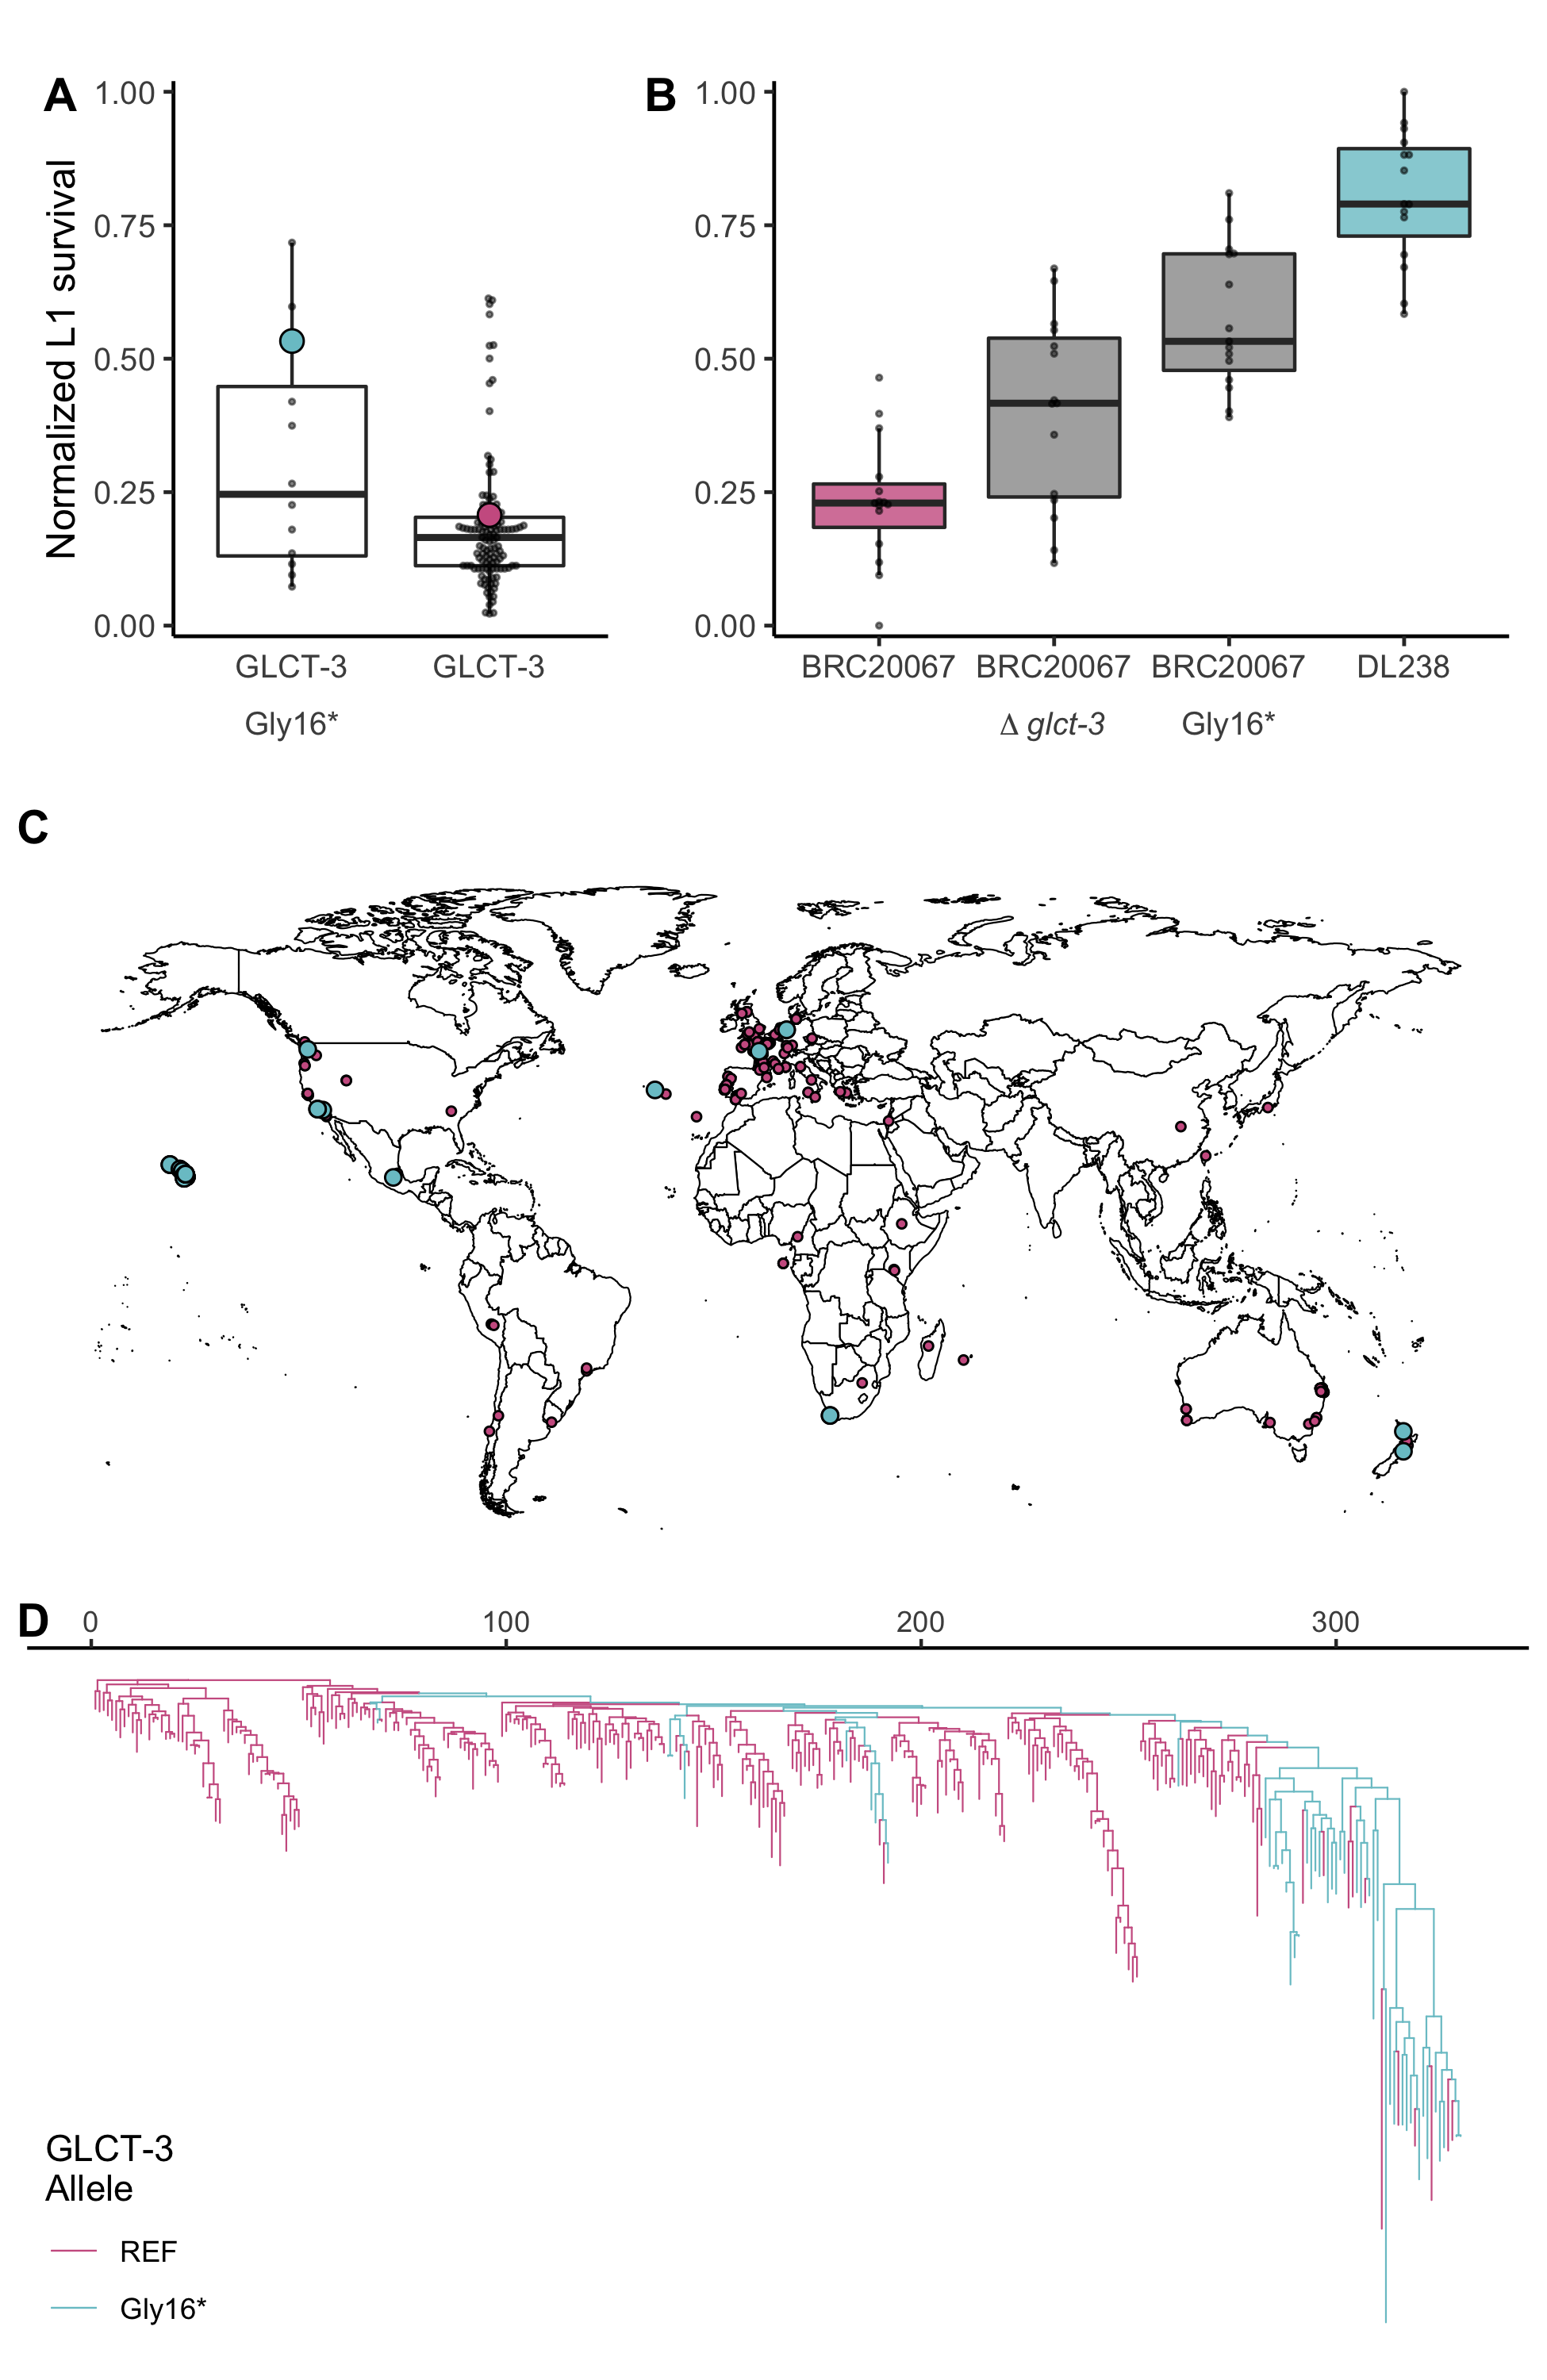 A
B
Normalized L1 survival
1.00
0.75
0.50
0.25
0.00
GLCT-3
GLCT-3
Gly16*
1.00
0.75
0.50
0.25
0.00
BRC20067
BRC20067
BRC20067
DL238
Δ glct-3
Gly16*
C
D
0
100
200
300
GLCT-3
Allele
REF
Gly16*